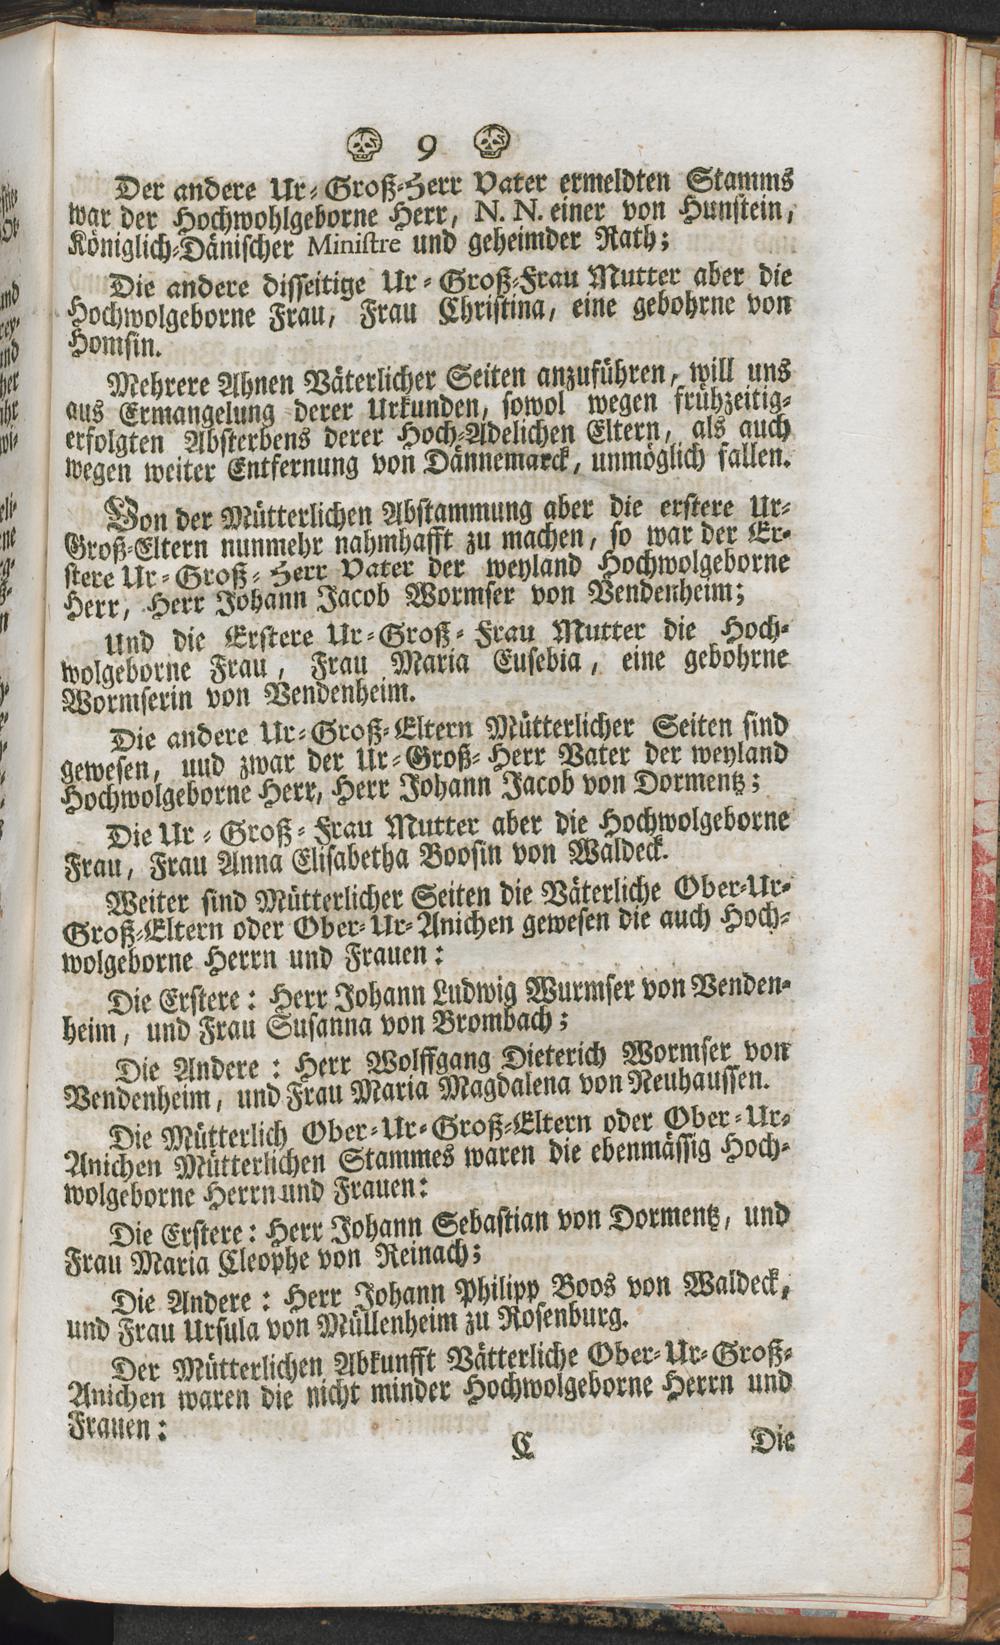 9
Der andere Ur-Groß-Herr Vater ermeldten Stamms
war der Hochwohlgeborne Herr, N. N. einer von Hunstein,
Königlich-Dänischer Ministre und geheimder Rath;
Die andere disseitige Ur-Groß-Frau Mutter aber die
Hochwolgeborne Frau, Frau Christina, eine gebohrne von
Homsin.
Mehrere Ahnen Väterlicher Seiten anzuführen, will uns
aus Ermangelung derer Urkunden, sowol wegen frühzeitig-
erfolgten Absterbens derer Hoch-Adelichen Eltern, als auch
wegen weiter Entfernung von Dännemarck, unmöglich fallen.
Von der Mütterlichen Abstammung aber die erstere Ur-
Groß-Eltern nunmehr nahmhafft zu machen, so war der Er-
stere Ur-Groß-Herr Vater der weyland Hochwolgeborne
Herr, Herr Johann Jacob Wormser von Vendenheim;
Und die Erstere Ur-Groß-Frau Mutter die Hoch-
wolgeborne Frau, Frau Maria Eusebia, eine gebohrne
Wormserin von Vendenheim.
Die andere Ur-Groß-Eltern Mütterlicher Seiten sind
gewesen, uud zwar der Ur-Groß-Herr Vater der weyland
Hochwolgeborne Herr, Herr Johann Jacob von Dormentz;
Die Ur-Groß-Frau Mutter aber die Hochwolgeborne
Frau, Frau Anna Elisabetha Boosin von Waldeck.
Weiter sind Mütterlicher Seiten die Väterliche Ober-Ur-
Groß-Eltern oder Ober-Ur-Anichen gewesen die auch Hoch-
wolgeborne Herrn und Frauen:
Die Erstere: Herr Johann Ludwig Wurmser von Venden-
heim, und Frau Susanna von Brombach;
Die Andere: Herr Wolffgang Dieterich Wormser von
Vendenheim, und Frau Maria Magdalena von Neuhaussen.
Die Mütterlich Ober-Ur-Groß-Eltern oder Ober-Ur-
Anichen Mütterlichen Stammes waren die ebenmässig Hoch-
wolgeborne Herrn und Frauen:
Die Erstere: Herr Johann Sebastian von Dormentz, und
Frau Maria Cleophe von Reinach;
Die Andere: Herr Johann Philipp Boos von Waldeck,
und Frau Ursula von Müllenheim zu Rosenburg.
Der Mütterlichen Abkunfft Vätterliche Ober-Ur-Groß-
Anichen waren die nicht minder Hochwolgeborne Herrn und
Frauen:
C Die